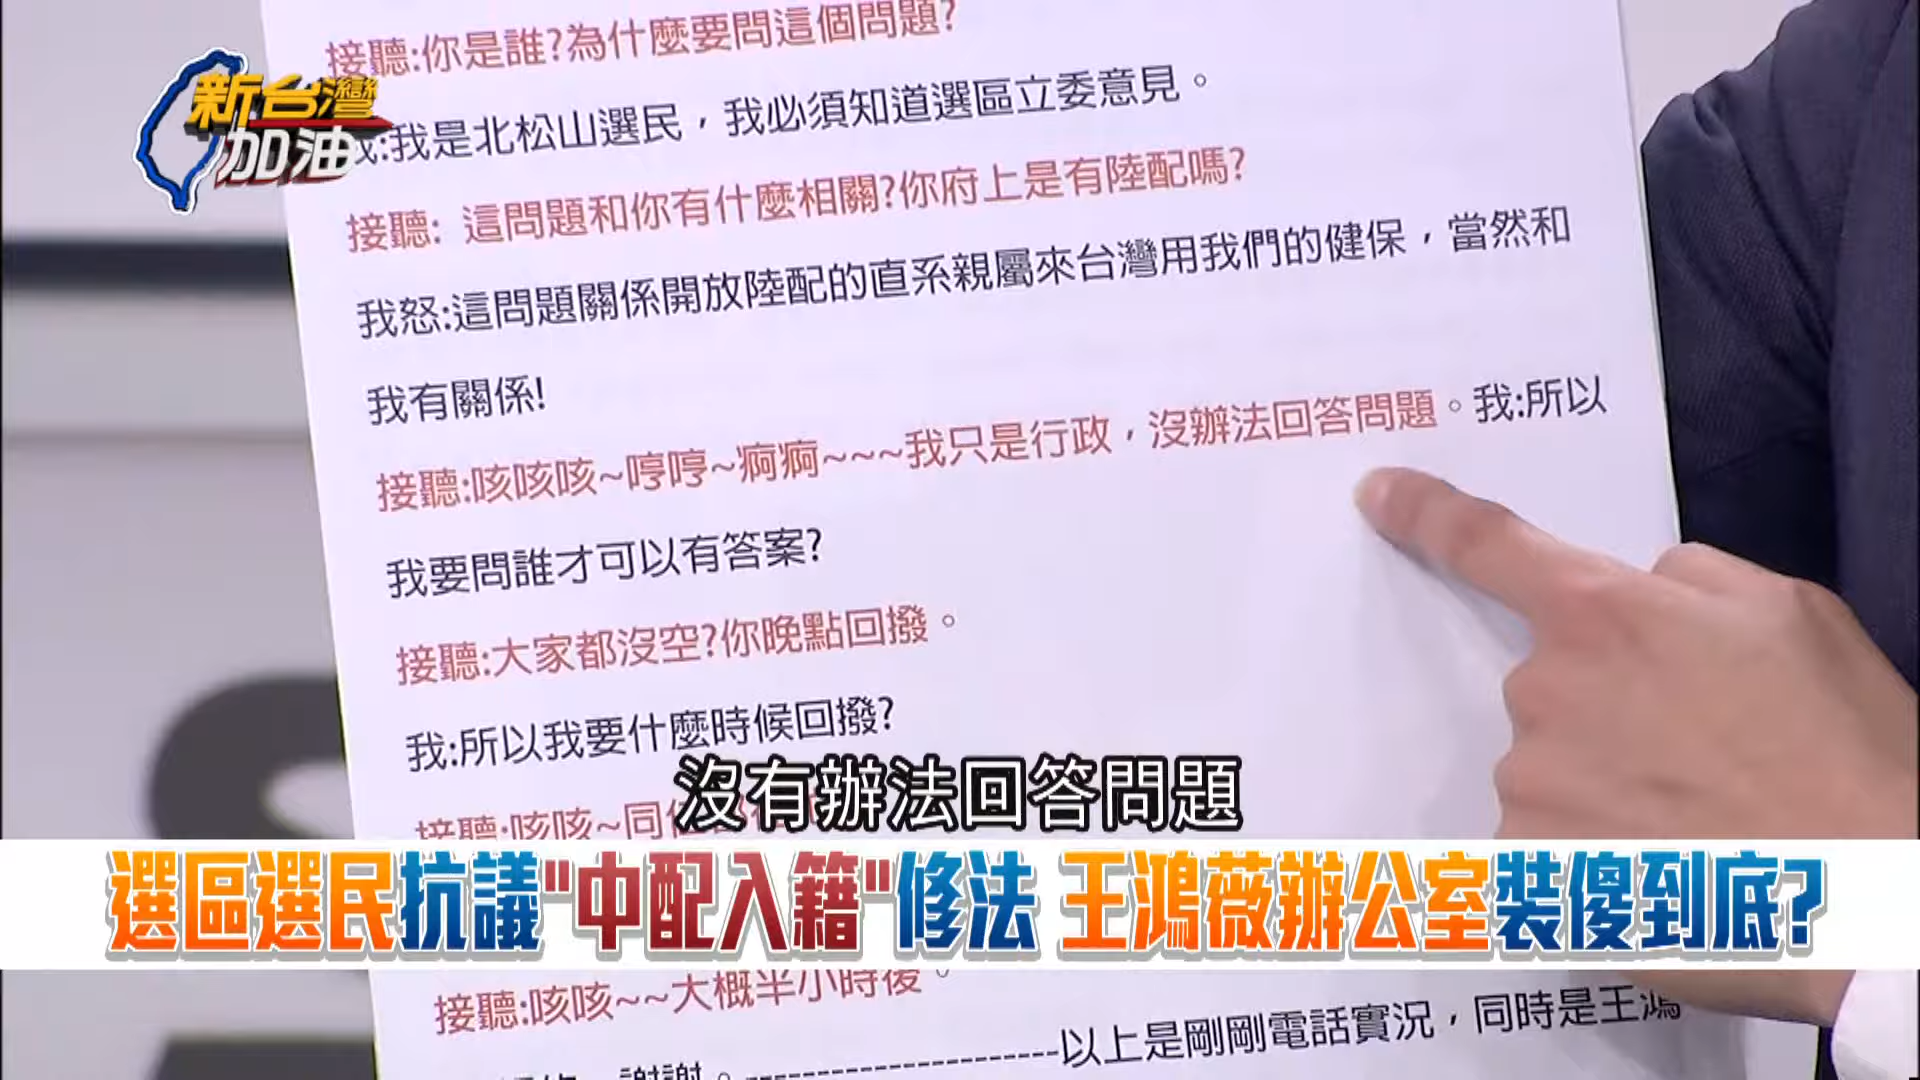 接聽:你是誰?為什麼要問這個問題?
新台灣
加油
:我是北松山選民，我必須知道選區立委意見。
接聽: 這問題和你有什麼相關?你府上是有陸配嗎?
我怒:這問題關係開放陸配的直系親屬來台灣用我們的健保，當然和
我有關係!
接聽:咳咳咳~哼哼~痾痾~~~我只是行政，沒辦法回答問題。我:所以
我要問誰才可以有答案?
接聽:大家都沒空?你晚點回撥。
我:所以我要什麼時候回撥?
接聽:咳咳~同
沒有辦法回答問題
選區選民抗議"中配入籍"修法 王鴻薇辦公室裝傻到底?
接聽:咳咳~~大概半小時後。
謝謝。----------------------以上是剛剛電話實況，同時是王鴻